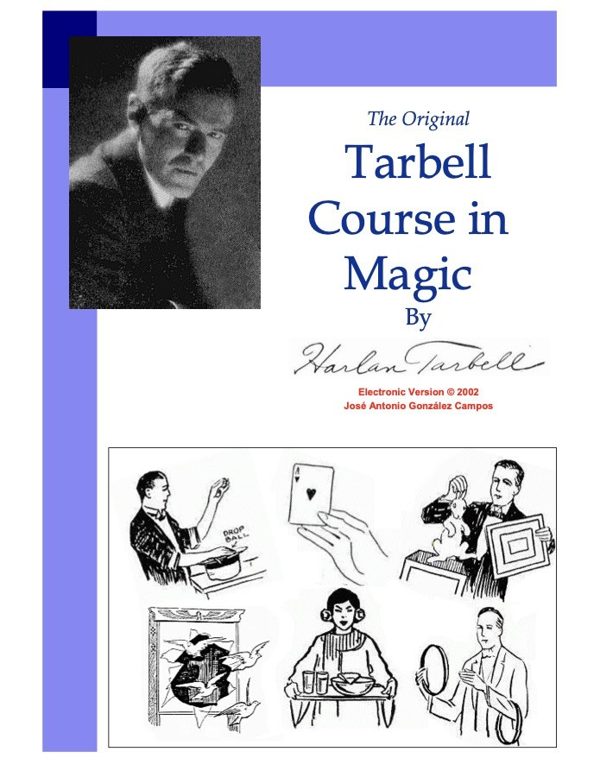 The Original
Tarbell
Course in
Magic
By
Harlan Tarbell
Electronic Version © 2002
José Antonio González Campos
A
DROP
BALL